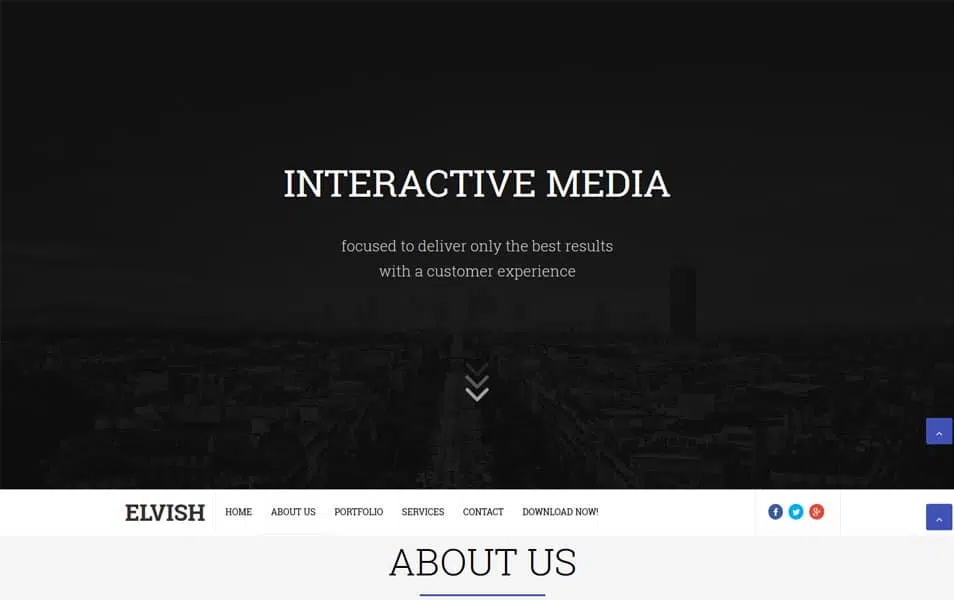 INTERACTIVE MEDIA
focused to deliver only the best results
with a customer experience
ELVISH HOME ABOUT US PORTFOLIO SERVICES CONTACT DOWNLOAD NOW! f g+
ABOUT US